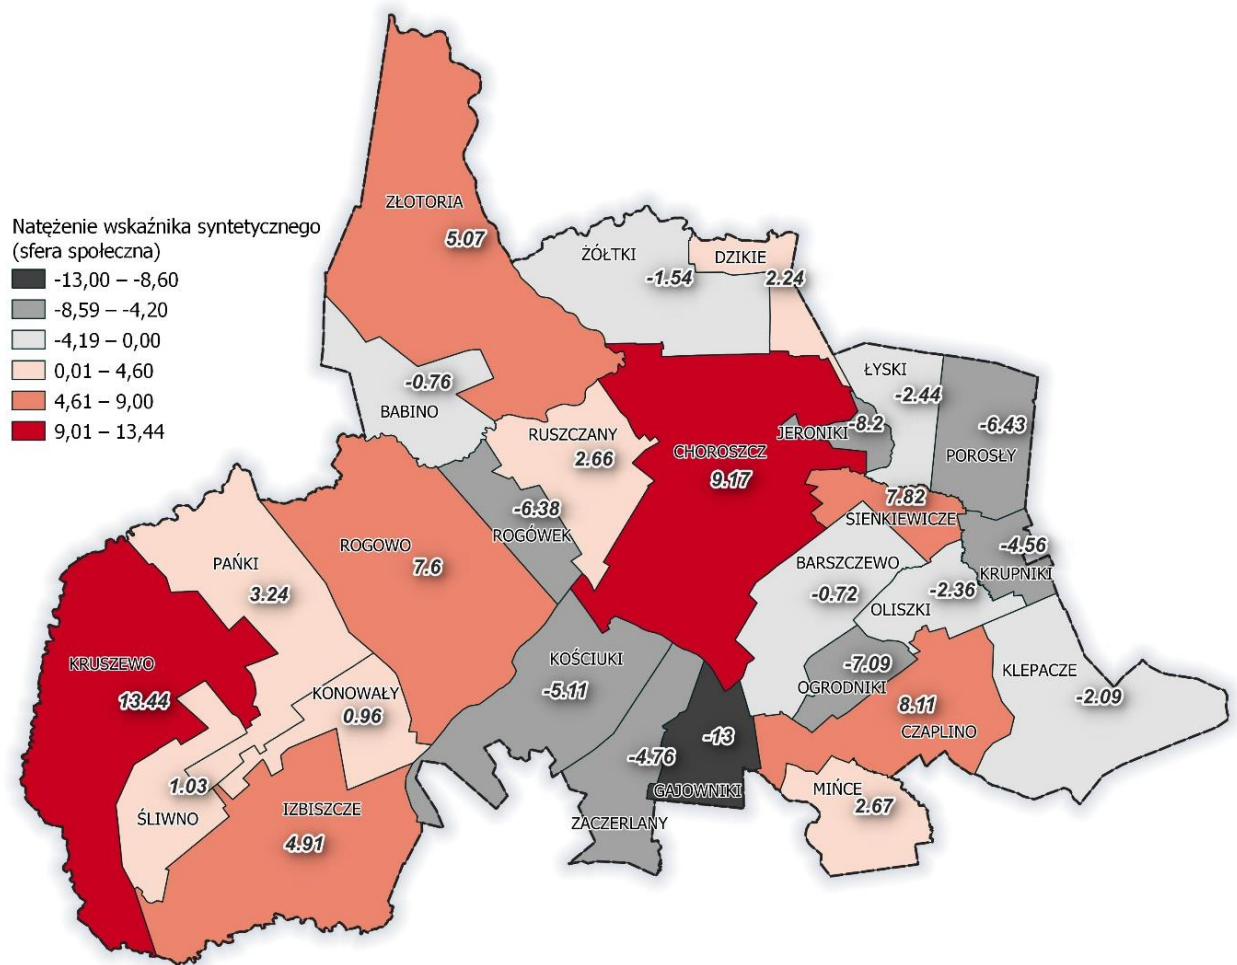 Natężenie wskaźnika syntetycznego
(sfera społeczna)
-13,00 – -8,60
-8,59 – -4,20
-4,19 – 0,00
0,01 – 4,60
4,61 – 9,00
9,01 – 13,44
ZŁOTORIA
5.07
ŻÓŁTKI
-1.54
DZIKIE
2.24
BABINO
-0.76
ŁYSKI
-2.44
JERONIKI
-8.2
POROSŁY
-6.43
RUSZCZANY
2.66
CHOROSZCZ
9.17
SIENKIEWICZE
7.82
ROGÓWEK
-6.38
ROGOWO
7.6
PAŃKI
3.24
KRUPNIKI
-4.56
BARSZCZEWO
-0.72
OLISZKI
-2.36
KRUSZEWO
13.44
KONOWAŁY
0.96
KOŚCIUKI
-5.11
OGRODNIKI
-7.09
KLEPACZE
-2.09
CZAPLINO
8.11
ŚLIWNO
1.03
IZBISZCZE
4.91
ZACZERLANY
-4.76
GAJOWNIKI
-13
MIŃCE
2.67